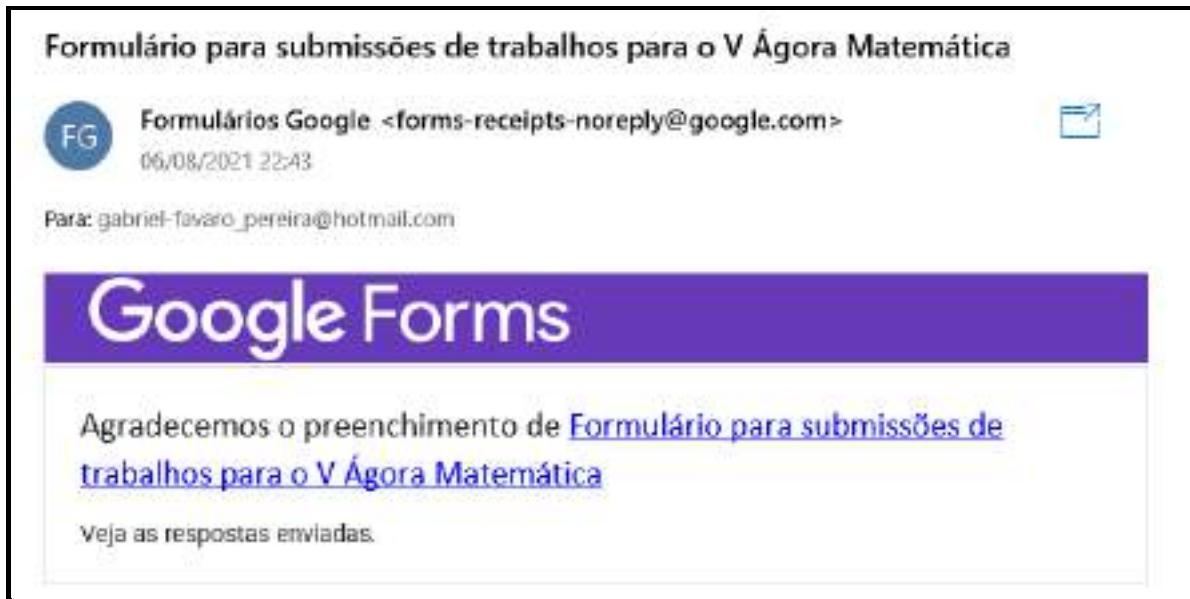 Formulário para submissões de trabalhos para o V Ágora Matemática
FG
Formulários Google <forms-receipts-noreply@google.com>
06/08/2021 22:43
Para: gabriel-favaro_pereira@hotmail.com
Google Forms
Agradecemos o preenchimento de Formulário para submissões de
trabalhos para o V Ágora Matemática
Veja as respostas enviadas.